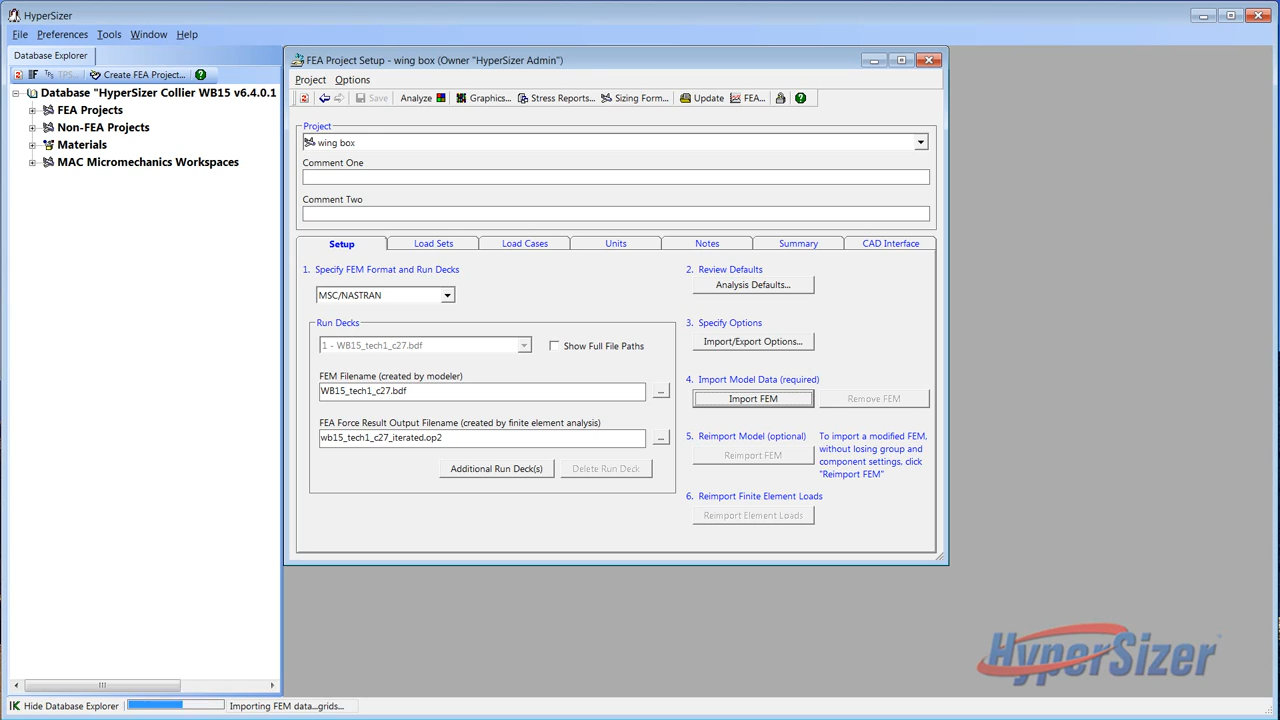 HyperSizer
File Preferences Tools Window Help
Database Explorer
Create FEA Project...
Database "HyperSizer Collier WB15 v6.4.0.1
FEA Projects
Non-FEA Projects
Materials
MAC Micromechanics Workspaces
FEA Project Setup - wing box (Owner "HyperSizer Admin")
Project Options
Save Analyze Graphics... Stress Reports... Sizing Form... Update FEA...
Project
wing box
Comment One
Comment Two
Setup Load Sets Load Cases Units Notes Summary CAD Interface
1. Specify FEM Format and Run Decks
MSC/NASTRAN
Run Decks
1 - WB15_tech1_c27.bdf
Show Full File Paths
FEM Filename (created by modeler)
WB15_tech1_c27.bdf
...
FEA Force Result Output Filename (created by finite element analysis)
wb15_tech1_c27_iterated.op2
...
Additional Run Deck(s) Delete Run Deck
2. Review Defaults
Analysis Defaults...
3. Specify Options
Import/Export Options...
4. Import Model Data (required)
Import FEM Remove FEM
5. Reimport Model (optional)
Reimport FEM
To import a modified FEM,
without losing group and
component settings, click
"Reimport FEM"
6. Reimport Finite Element Loads
Reimport Element Loads
HyperSizer
Hide Database Explorer Importing FEM data...grids...